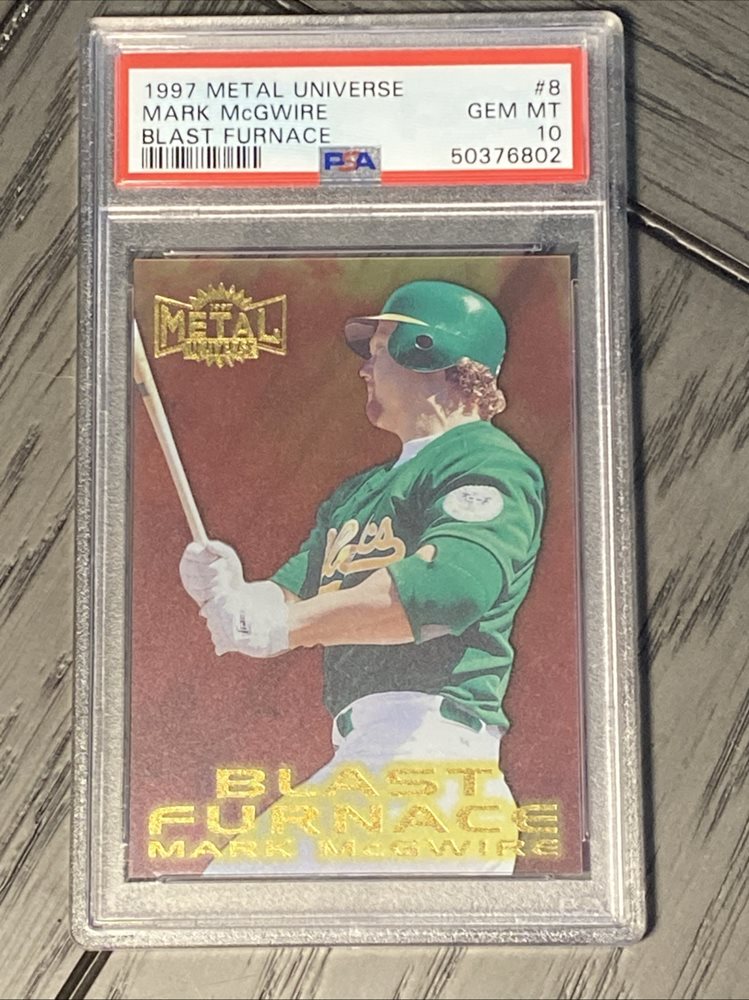 1997 METAL UNIVERSE #8
MARK McGWIRE GEM MT
BLAST FURNACE 10
PSA 50376802
1997
METAL
UNIVERSE
BLAST
FURNACE
MARK McGWIRE